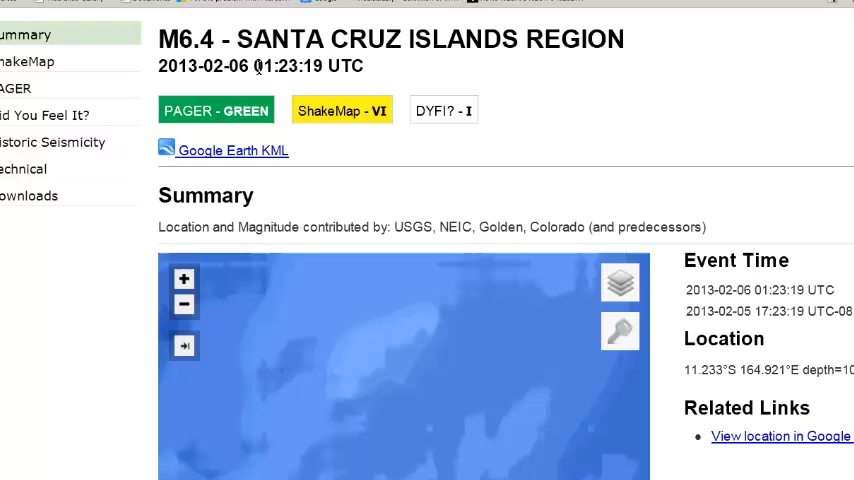 M6.4 - SANTA CRUZ ISLANDS REGION
2013-02-06 01:23:19 UTC
ummary
hakeMap
AGER
id You Feel It?
istoric Seismicity
echnical
ownloads
PAGER - GREEN
ShakeMap - VI
DYFI? - I
Google Earth KML
Summary
Location and Magnitude contributed by: USGS, NEIC, Golden, Colorado (and predecessors)
Event Time
2013-02-06 01:23:19 UTC
2013-02-05 17:23:19 UTC-08
Location
11.233°S 164.921°E depth=10
Related Links
• View location in Google